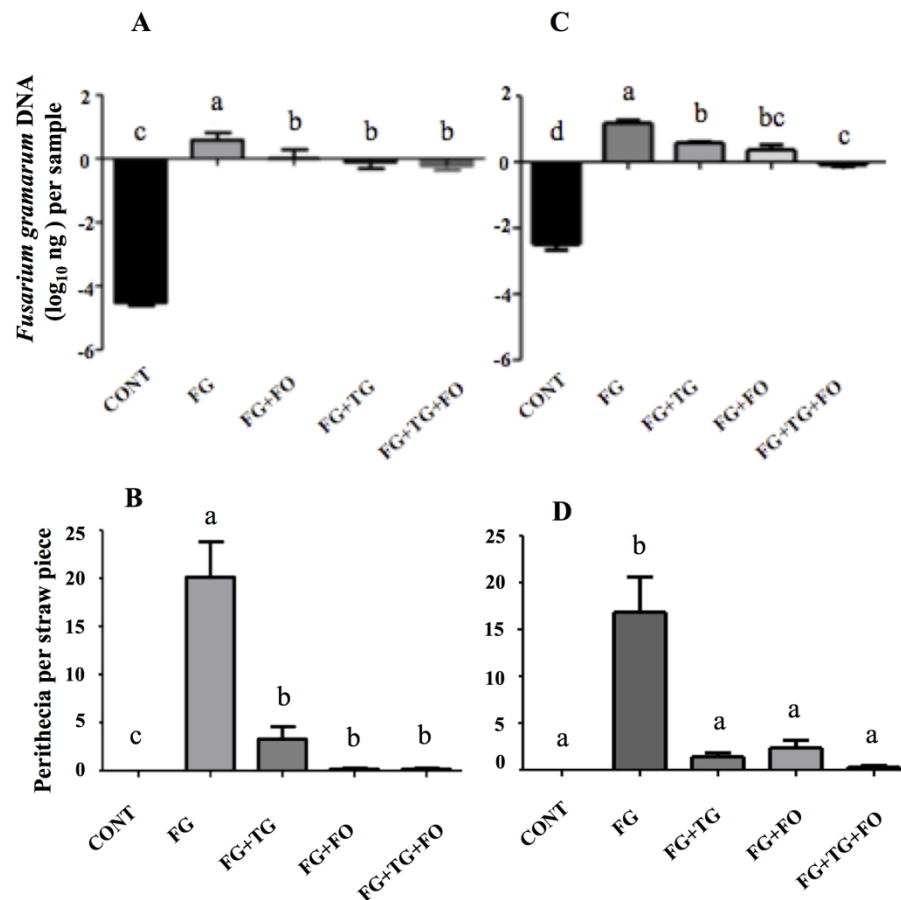 A
C
Fusarium gramarum DNA
(log10 ng ) per sample
2
0
-2
-4
-6
c
a
b
b
b
CONT
FG
FG+FO
FG+TG
FG+TG+FO
2
0
-2
-4
-6
d
a
b
bc
c
CONT
FG
FG+TG
FG+FO
FG+TG+FO
B
D
Perithecia per straw piece
25
20
15
10
5
0
c
a
b
b
b
CONT
FG
FG+TG
FG+FO
FG+TG+FO
25
20
15
10
5
0
a
b
a
a
a
CONT
FG
FG+TG
FG+FO
FG+TG+FO